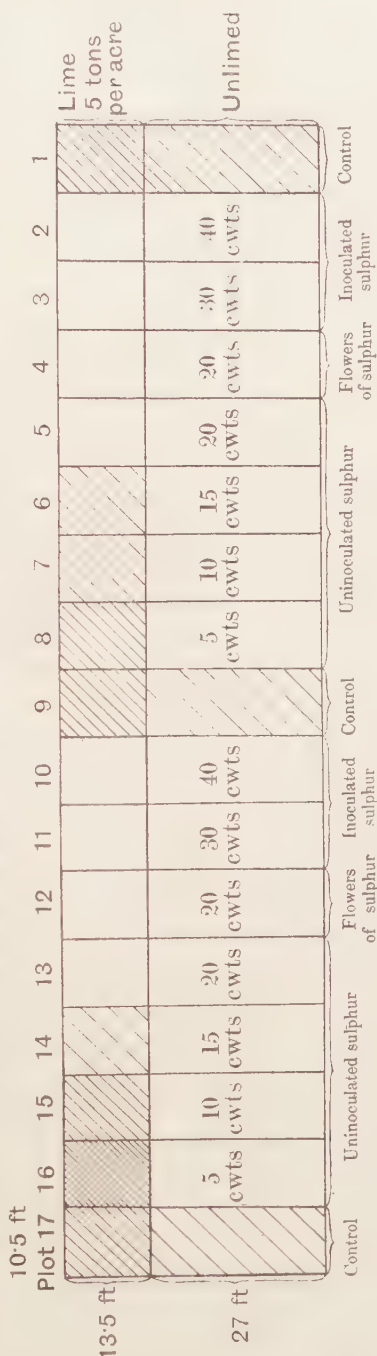 10·5 ft
Plot 17 16 15 14 13 12 11 10 9 8 7 6 5 4 3 2 1
13·5 ft
Lime
5 tons
per acre
27 ft
5 10 15 20 20 30 40 5 10 15 20 20 30 40
cwts cwts cwts cwts cwts cwts cwts cwts cwts cwts cwts cwts cwts cwts
Unlimed
Control Uninoculated sulphur Flowers of sulphur Inoculated sulphur Control Uninoculated sulphur Flowers of sulphur Inoculated sulphur Control